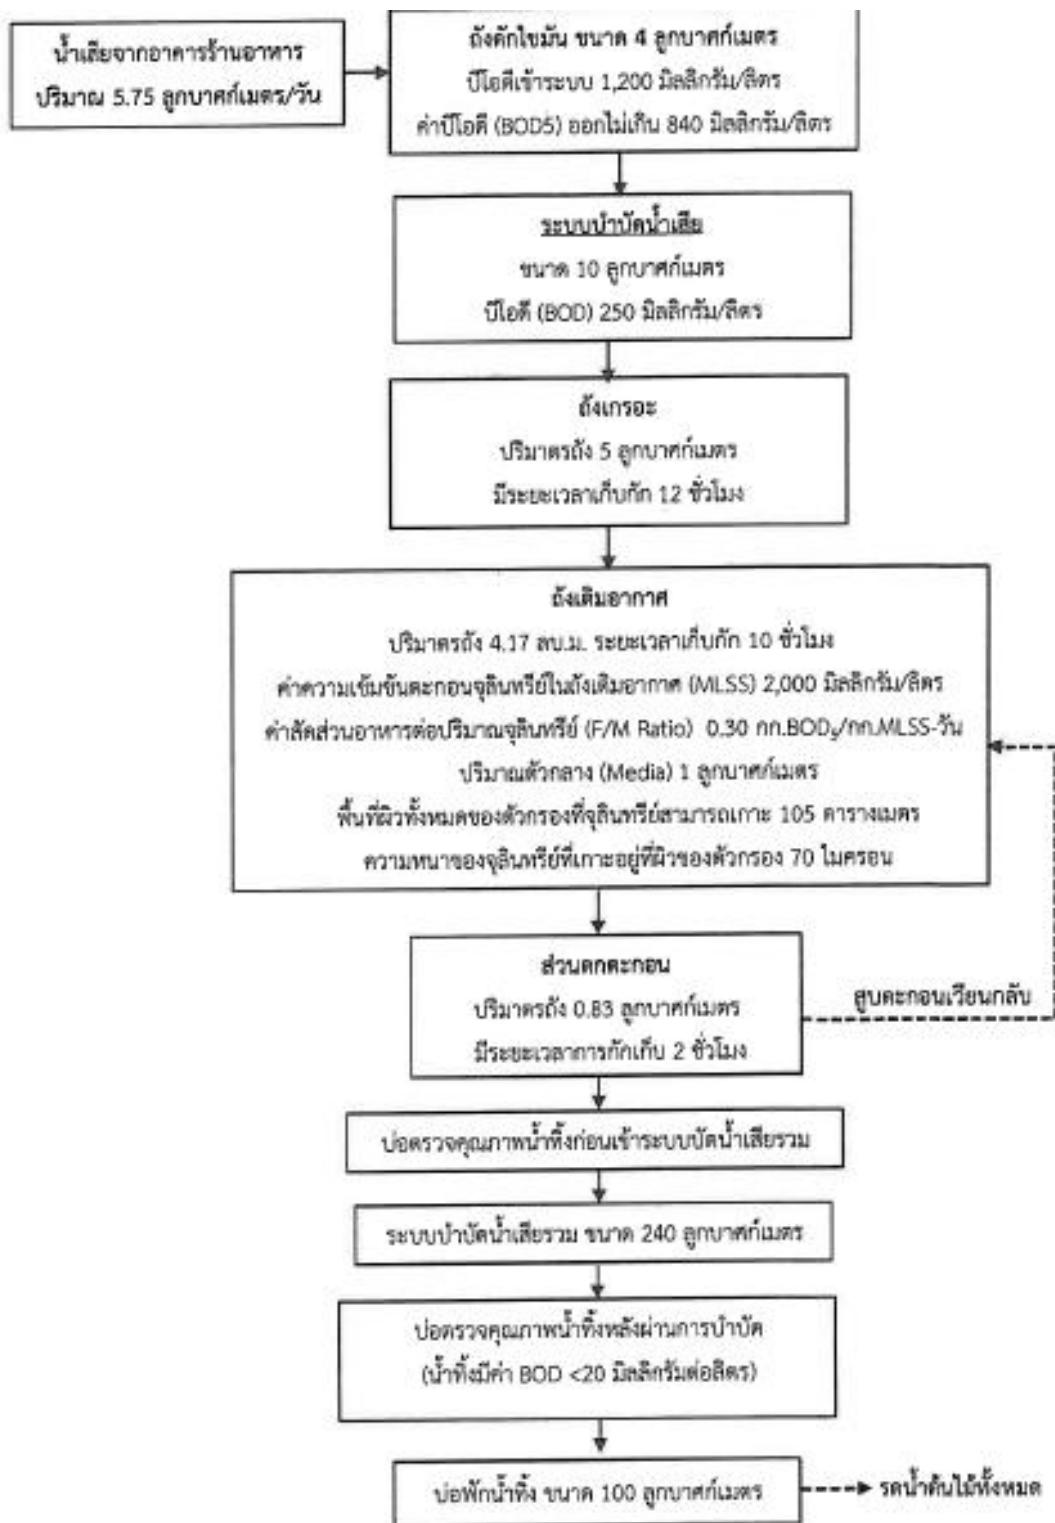 น้ำเสียจากอาคารร้านอาหาร
ปริมาณ 5.75 ลูกบาศก์เมตร/วัน
ถังดักไขมัน ขนาด 4 ลูกบาศก์เมตร
บีโอดีเข้าระบบ 1,200 มิลลิกรัม/ลิตร
ค่าบีโอดี (BOD5) ออกไม่เกิน 840 มิลลิกรัม/ลิตร
ระบบบำบัดน้ำเสีย
ขนาด 10 ลูกบาศก์เมตร
บีโอดี (BOD) 250 มิลลิกรัม/ลิตร
ถังเกรอะ
ปริมาตรถัง 5 ลูกบาศก์เมตร
มีระยะเวลาเก็บกัก 12 ชั่วโมง
ถังเติมอากาศ
ปริมาตรถัง 4.17 ลบ.ม. ระยะเวลาเก็บกัก 10 ชั่วโมง
ค่าความเข้มข้นตะกอนจุลินทรีย์ในถังเติมอากาศ (MLSS) 2,000 มิลลิกรัม/ลิตร
ค่าสัดส่วนอาหารต่อปริมาณจุลินทรีย์ (F/M Ratio) 0.30 กก.BOD₅/กก.MLSS-วัน
ปริมาณตัวกลาง (Media) 1 ลูกบาศก์เมตร
พื้นที่ผิวทั้งหมดของตัวกรองที่จุลินทรีย์สามารถเกาะ 105 ตารางเมตร
ความหนาของจุลินทรีย์ที่เกาะอยู่ที่ผิวของตัวกรอง 70 ไมครอน
ส่วนตกตะกอน
ปริมาตรถัง 0.83 ลูกบาศก์เมตร
มีระยะเวลาการกักเก็บ 2 ชั่วโมง
สูบตะกอนเวียนกลับ
บ่อตรวจคุณภาพน้ำทิ้งก่อนเข้าระบบบัดน้ำเสียรวม
ระบบบำบัดน้ำเสียรวม ขนาด 240 ลูกบาศก์เมตร
บ่อตรวจคุณภาพน้ำทิ้งหลังผ่านการบำบัด
(น้ำทิ้งมีค่า BOD <20 มิลลิกรัมต่อลิตร)
บ่อพักน้ำทิ้ง ขนาด 100 ลูกบาศก์เมตร
รดน้ำต้นไม้ทั้งหมด